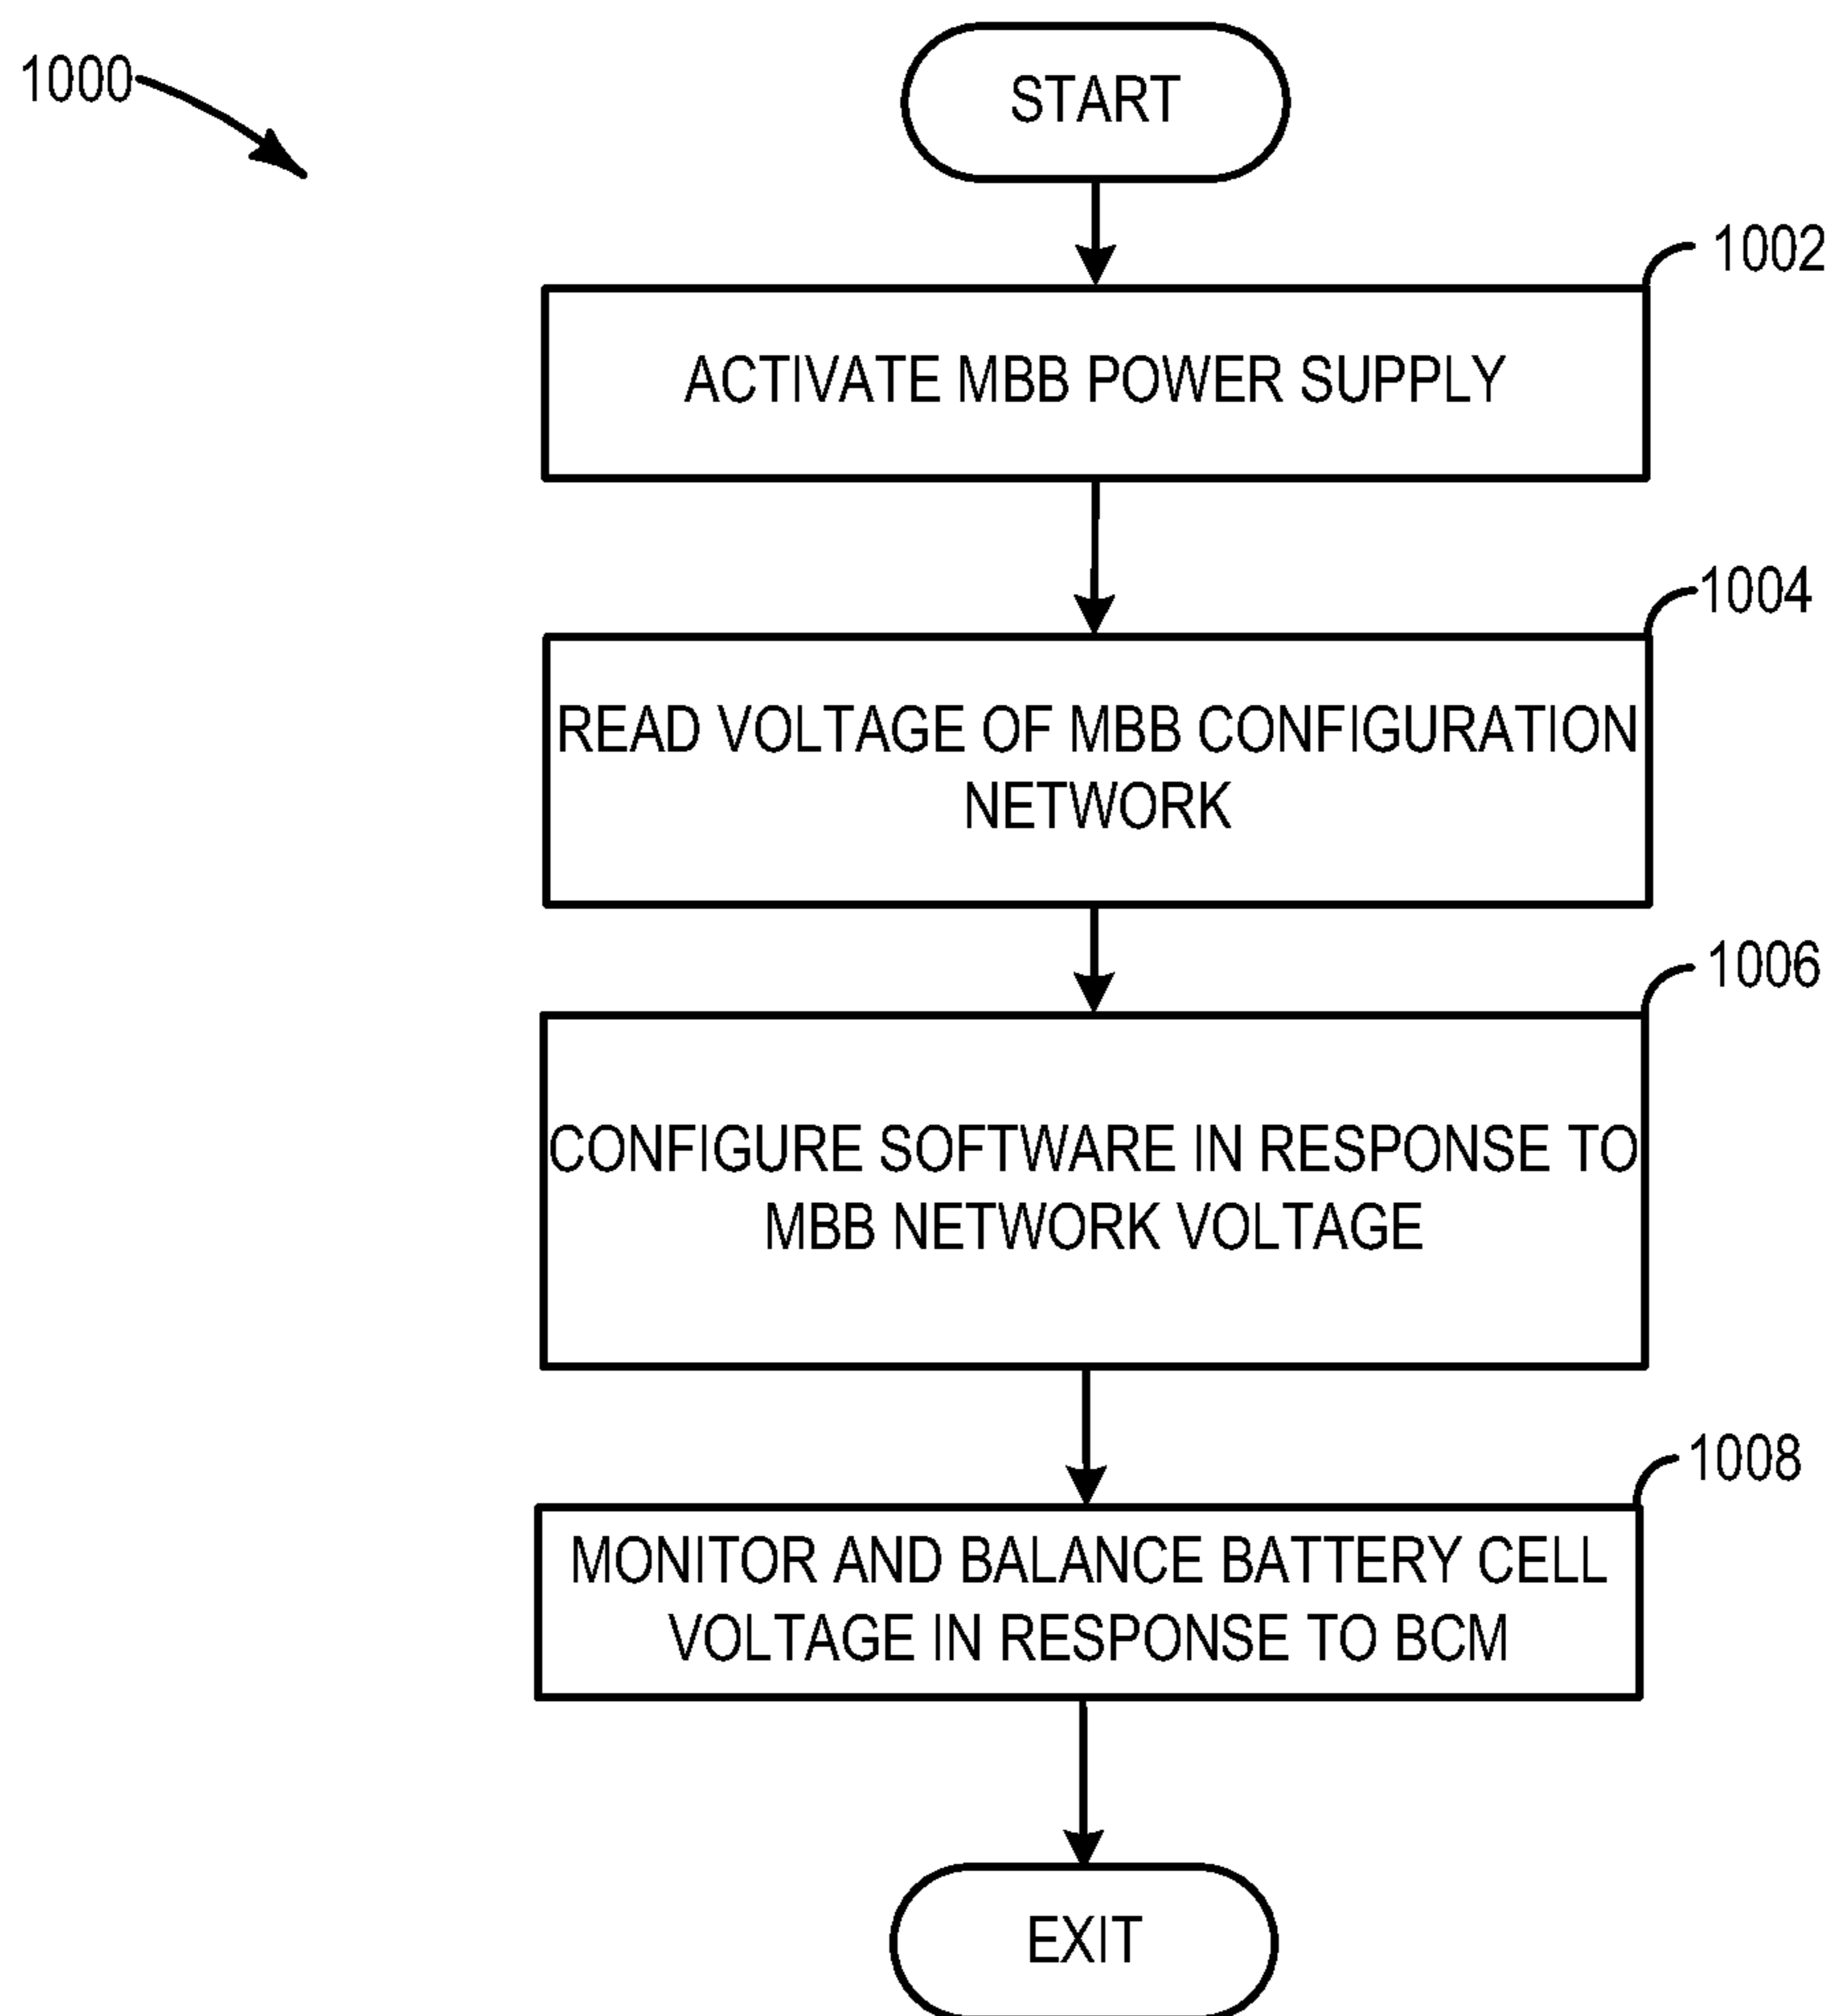 1000
START
1002
ACTIVATE MBB POWER SUPPLY
1004
READ VOLTAGE OF MBB CONFIGURATION
NETWORK
1006
CONFIGURE SOFTWARE IN RESPONSE TO
MBB NETWORK VOLTAGE
1008
MONITOR AND BALANCE BATTERY CELL
VOLTAGE IN RESPONSE TO BCM
EXIT